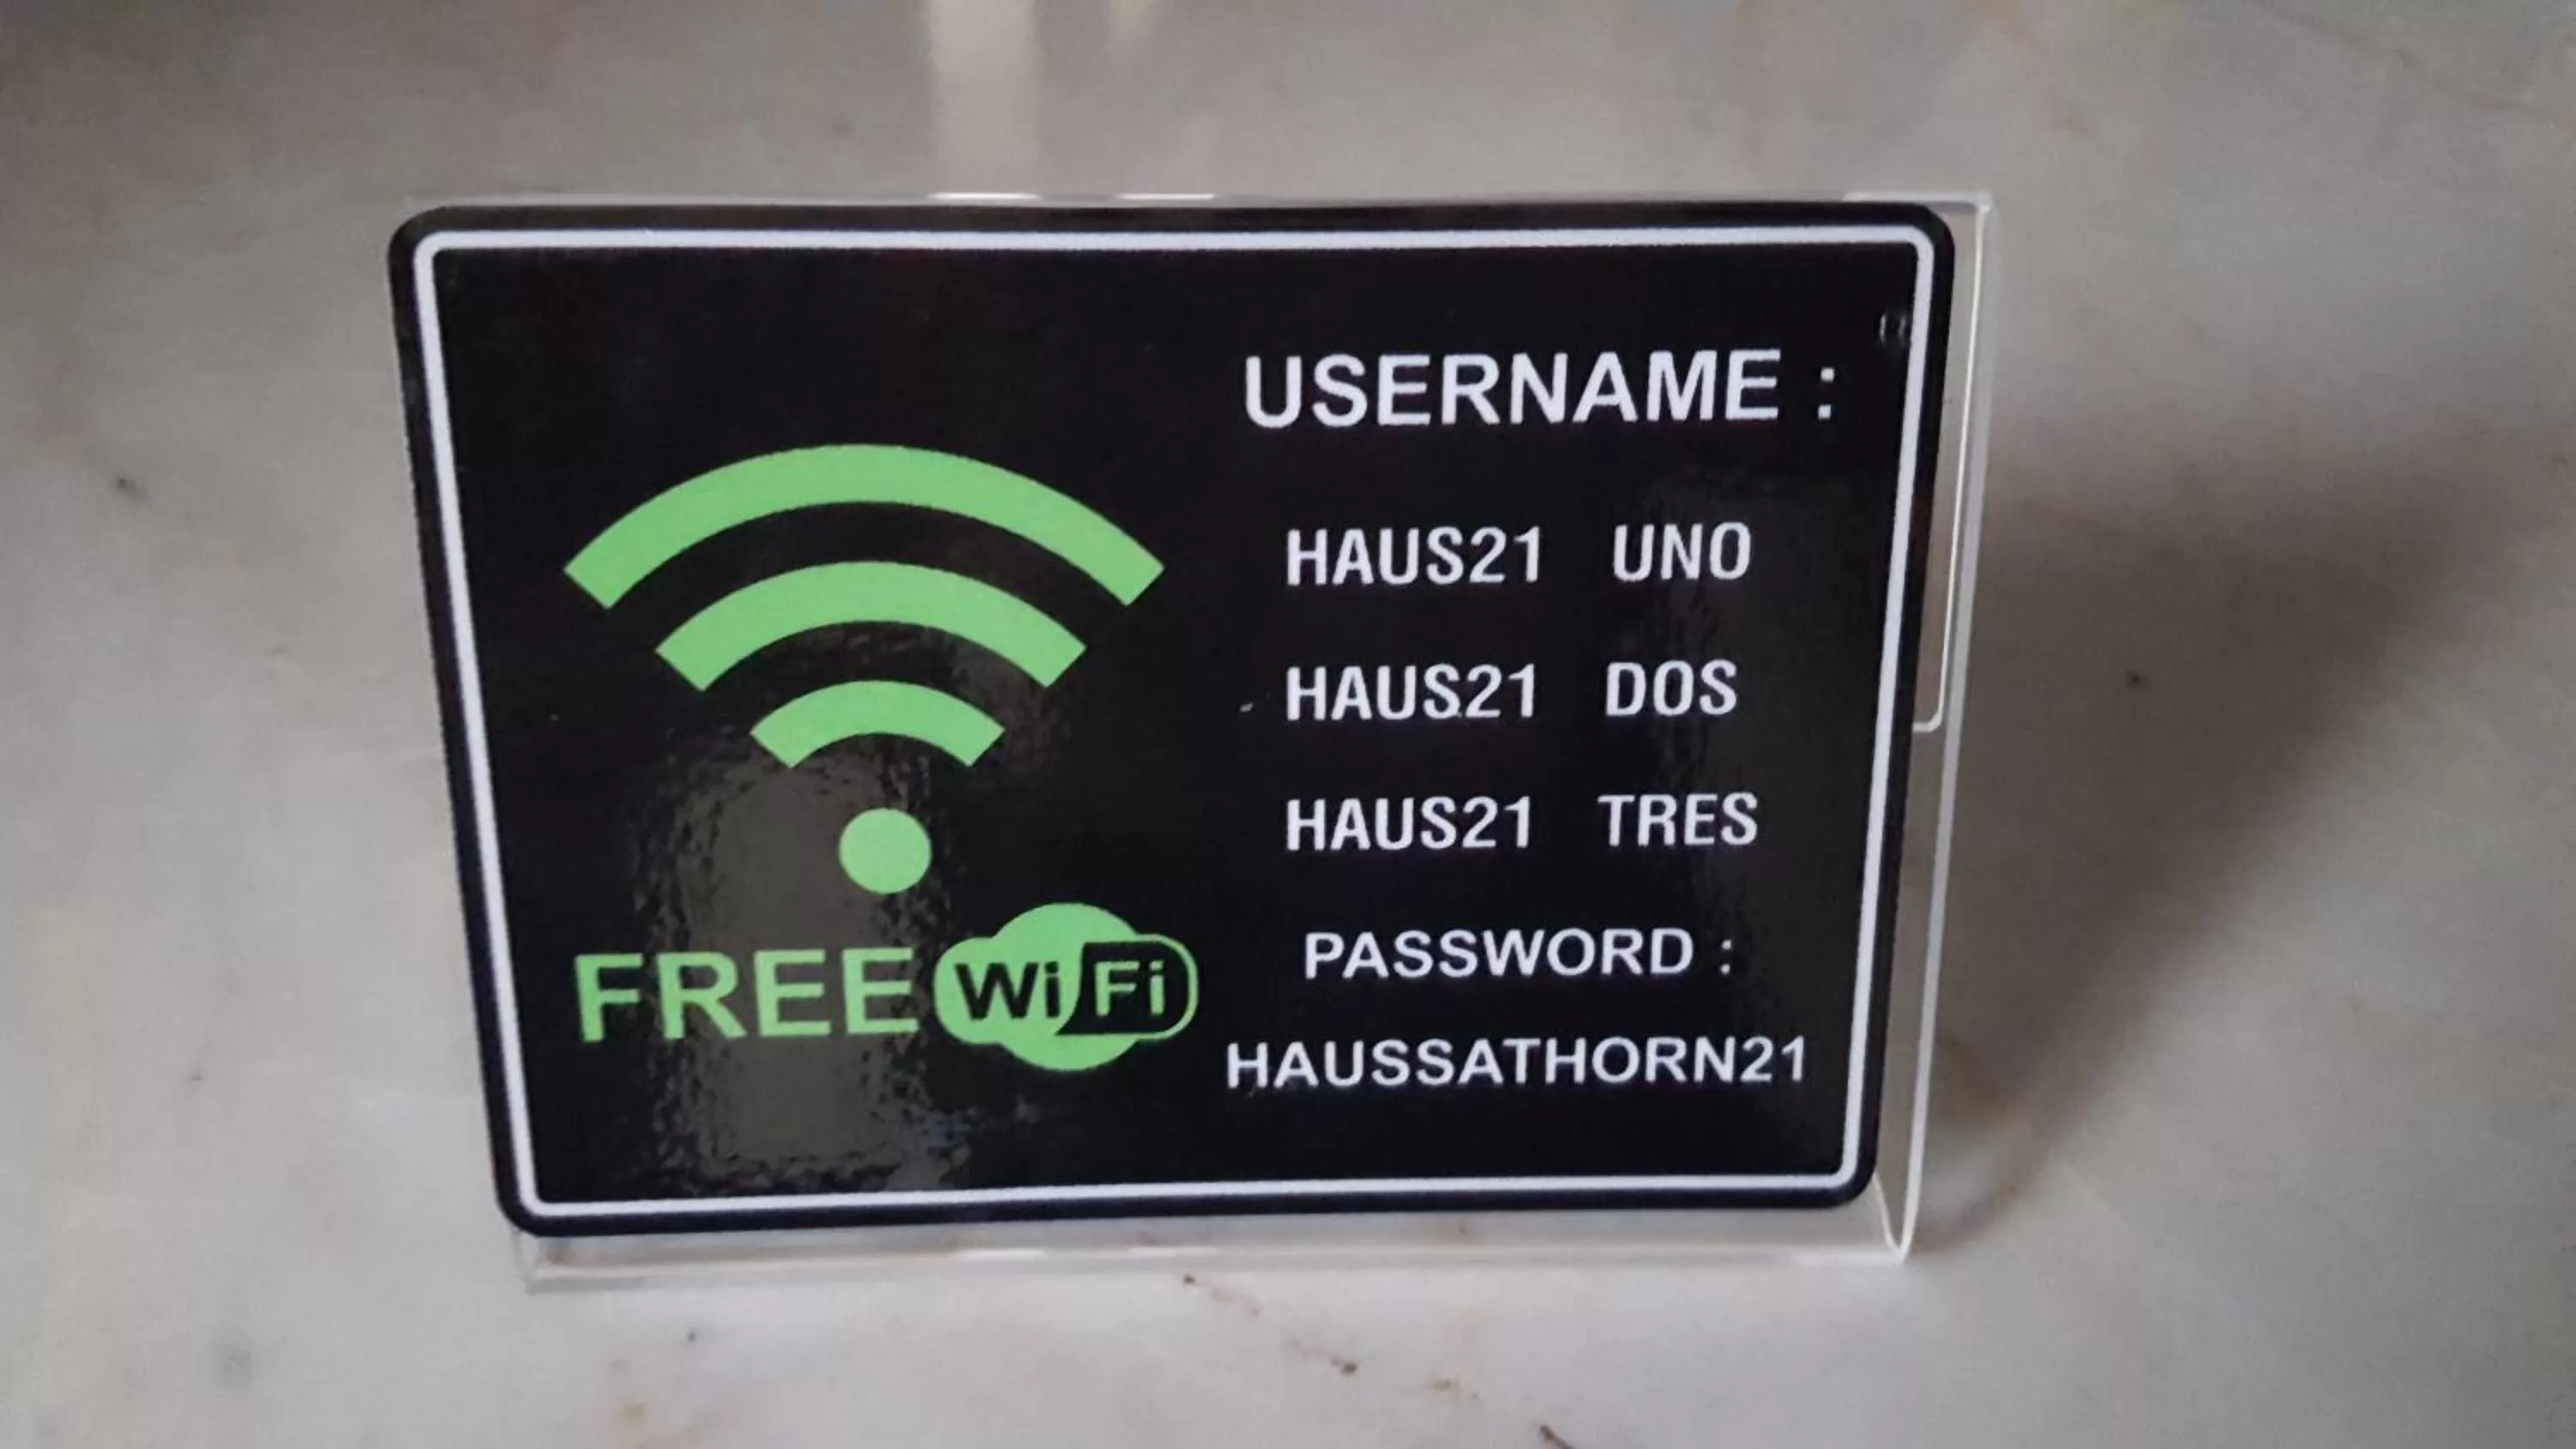 USERNAME :
HAUS21 UNO
HAUS21 DOS
HAUS21 TRES
PASSWORD :
HAUSSATHORN21
FREE WiFi